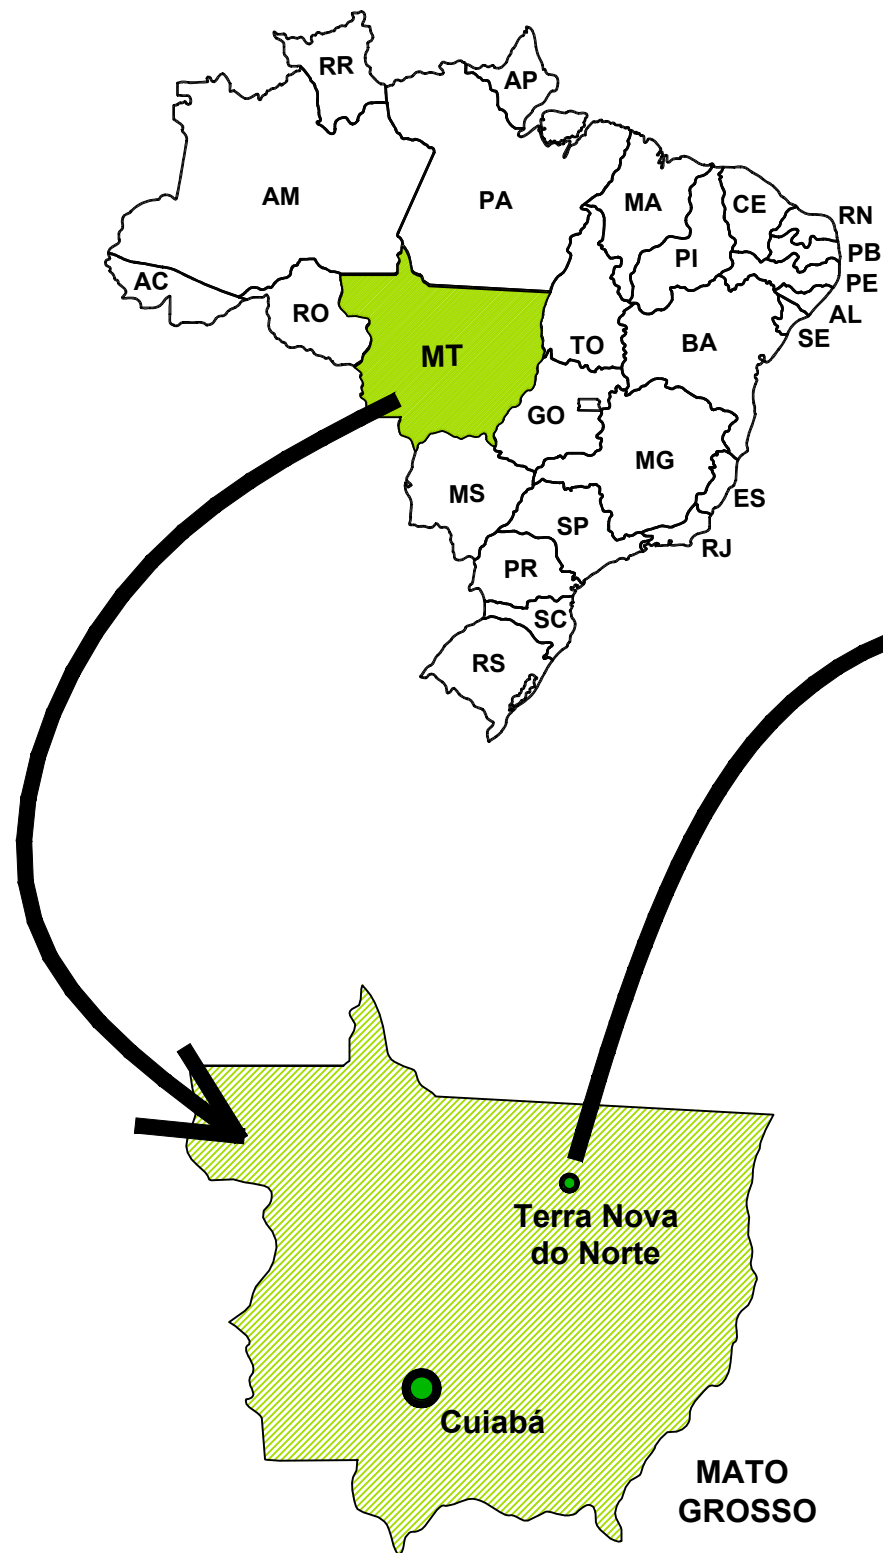 RR
AP
AM
PA
MA
CE
RN
PB
PI
PE
AC
AL
RO
SE
TO
BA
MT
GO
MG
MS
ES
SP
RJ
PR
SC
RS
Terra Nova
do Norte
Cuiabá
MATO
GROSSO